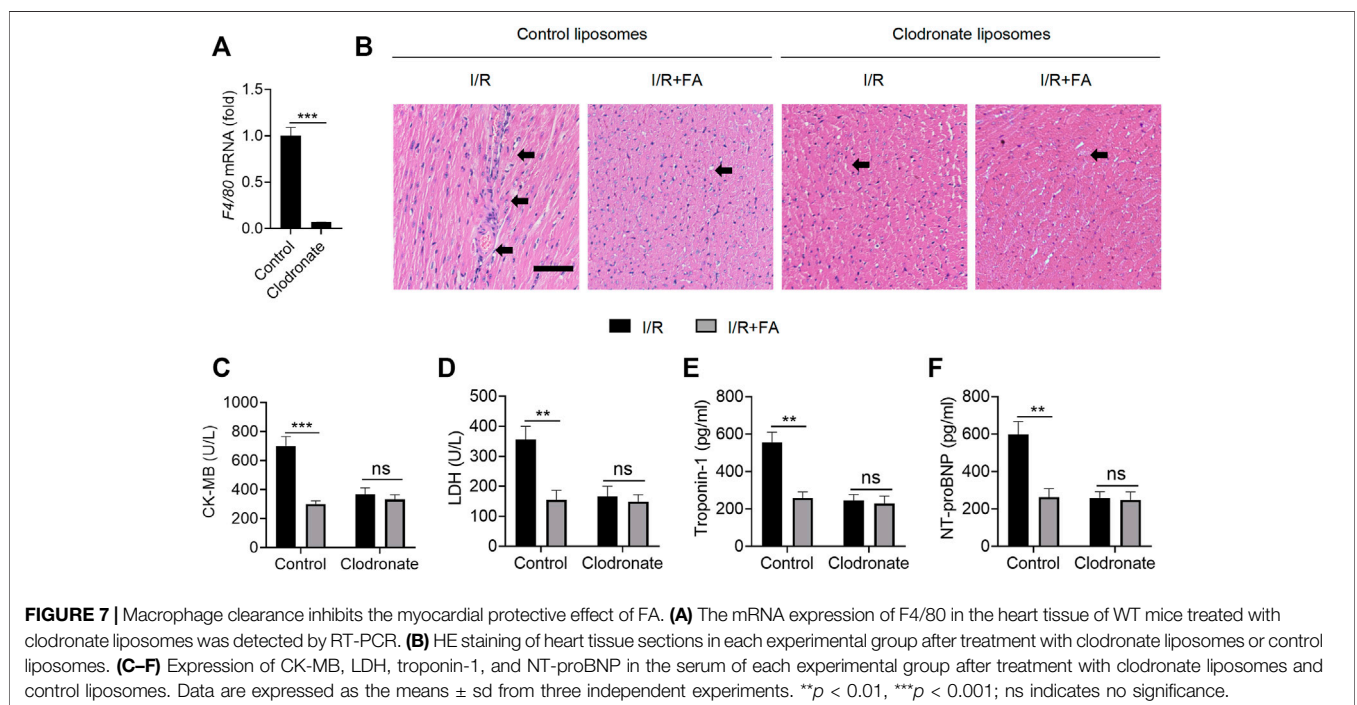 A
F4/80 mRNA (fold)
1.5
1.0
0.5
0.0
***
Control
Clodronate
B
Control liposomes
Clodronate liposomes
I/R
I/R+FA
I/R
I/R+FA
I/R
I/R+FA
C
CK-MB (U/L)
1000
800
600
400
200
0
***
ns
Control
Clodronate
D
LDH (U/L)
500
400
300
200
100
0
**
ns
Control
Clodronate
E
Troponin-1 (pg/ml)
800
600
400
200
0
**
ns
Control
Clodronate
F
NT-proBNP (pg/ml)
800
600
400
200
0
**
ns
Control
Clodronate
FIGURE 7 | Macrophage clearance inhibits the myocardial protective effect of FA. (A) The mRNA expression of F4/80 in the heart tissue of WT mice treated with
clodronate liposomes was detected by RT-PCR. (B) HE staining of heart tissue sections in each experimental group after treatment with clodronate liposomes or control
liposomes. (C–F) Expression of CK-MB, LDH, troponin-1, and NT-proBNP in the serum of each experimental group after treatment with clodronate liposomes and
control liposomes. Data are expressed as the means ± sd from three independent experiments. **p < 0.01, ***p < 0.001; ns indicates no significance.